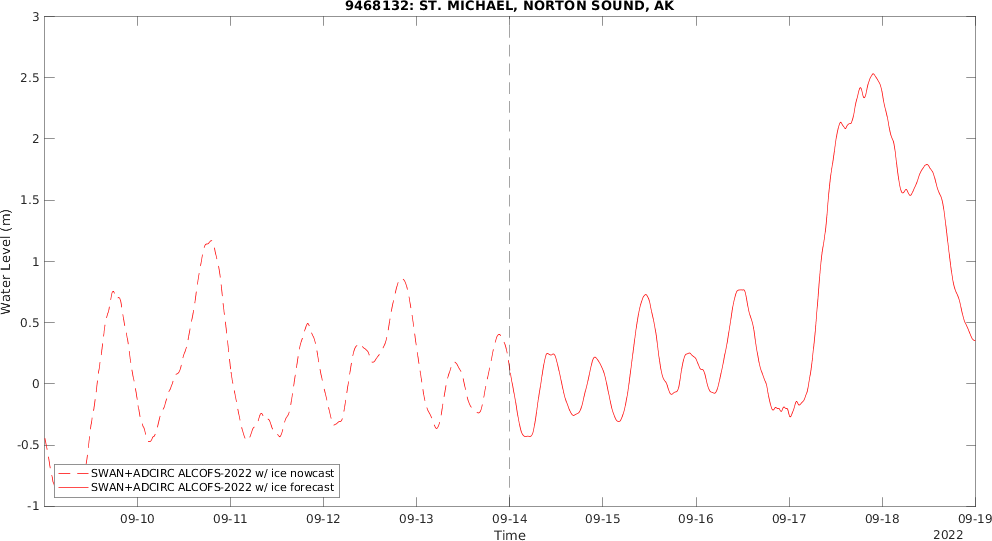 9468132: ST. MICHAEL, NORTON SOUND, AK
3
2.5
2
1.5
1
0.5
0
-0.5
-1
Water Level (m)
SWAN+ADCIRC ALCOFS-2022 w/ ice nowcast
SWAN+ADCIRC ALCOFS-2022 w/ ice forecast
09-10 09-11 09-12 09-13 09-14 09-15 09-16 09-17 09-18 09-19
Time
2022